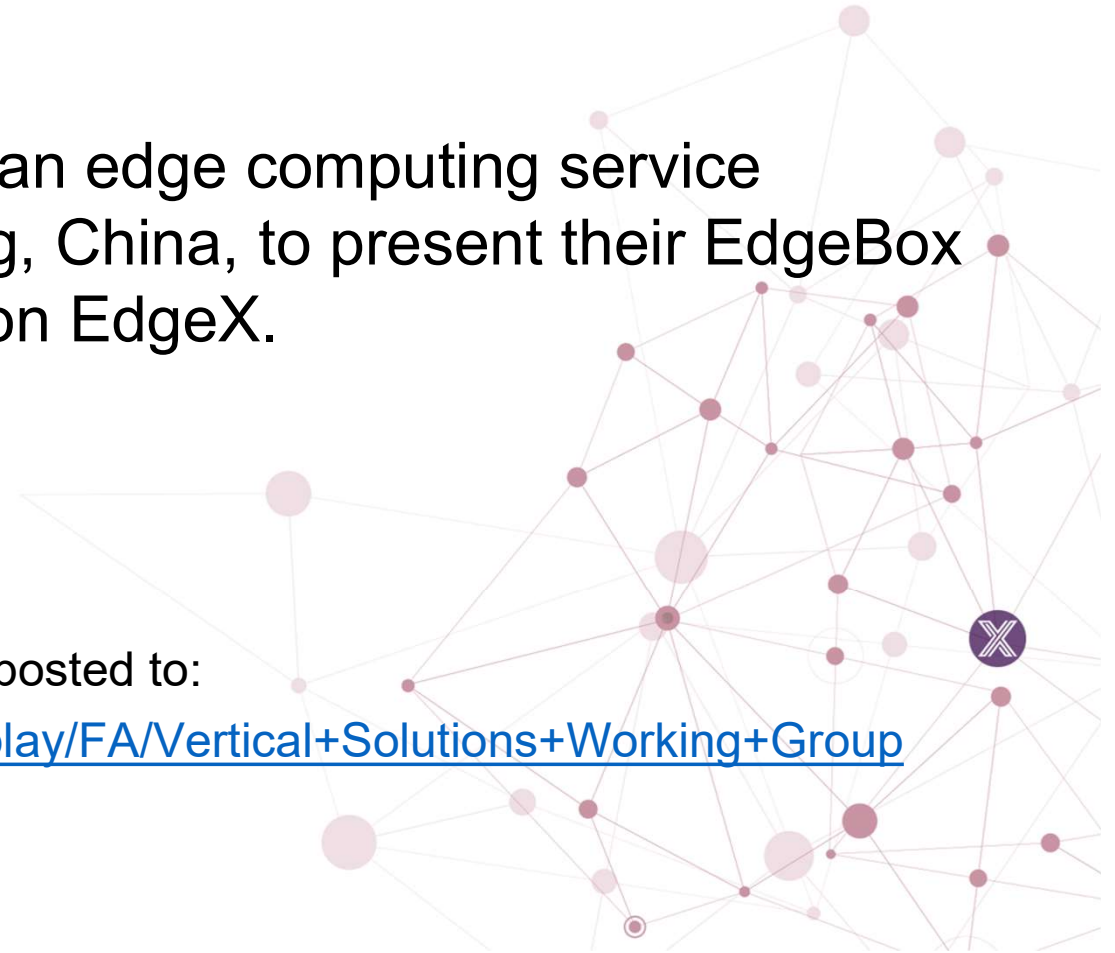 an edge computing service
g, China, to present their EdgeBox
on EdgeX.
posted to:
play/FA/Vertical+Solutions+Working+Group